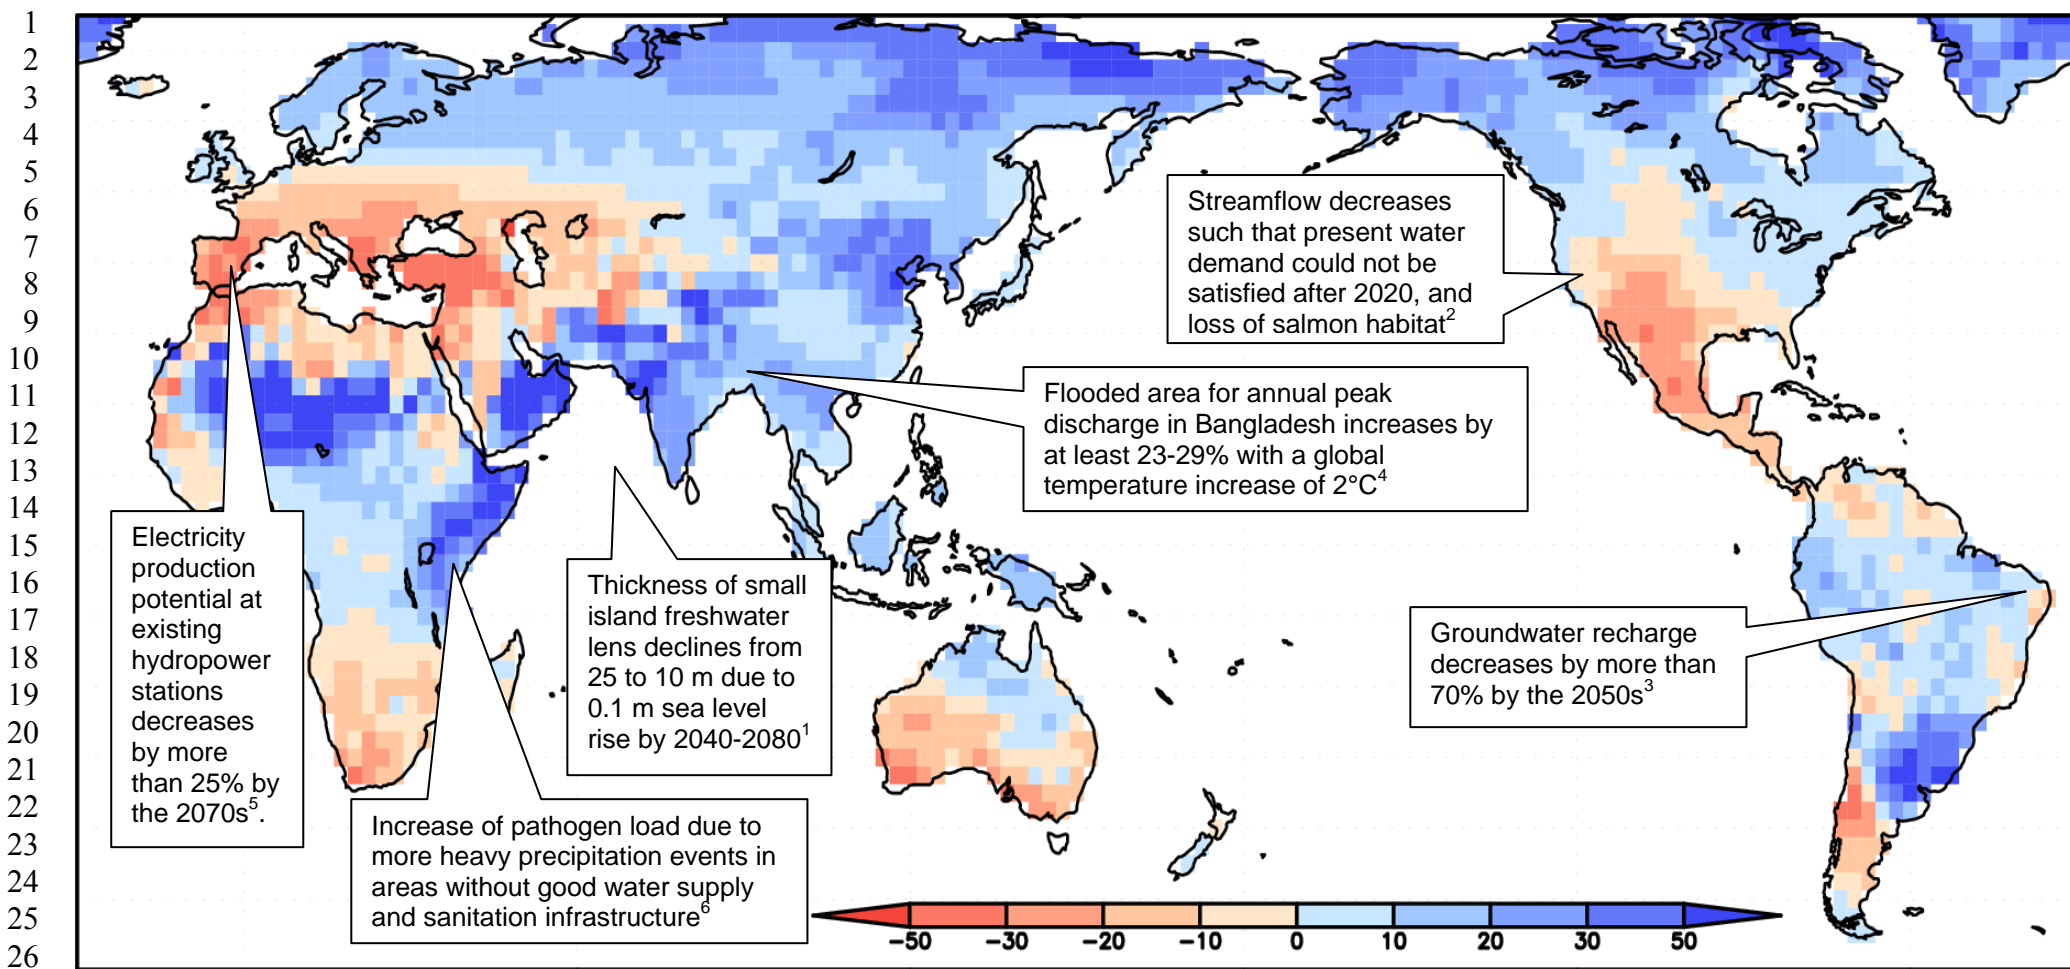 1
2
3
4
5
6
7
8
9
10
11
12
13
14
15
16
17
18
19
20
21
22
23
24
25
26
Streamflow decreases
such that present water
demand could not be
satisfied after 2020, and
loss of salmon habitat²
Flooded area for annual peak
discharge in Bangladesh increases by
at least 23-29% with a global
temperature increase of 2°C⁴
Electricity
production
potential at
existing
hydropower
stations
decreases
by more
than 25% by
the 2070s⁵.
Thickness of small
island freshwater
lens declines from
25 to 10 m due to
0.1 m sea level
rise by 2040-2080¹
Groundwater recharge
decreases by more than
70% by the 2050s³
Increase of pathogen load due to
more heavy precipitation events in
areas without good water supply
and sanitation infrastructure⁶
-50 -30 -20 -10 0 10 20 30 50